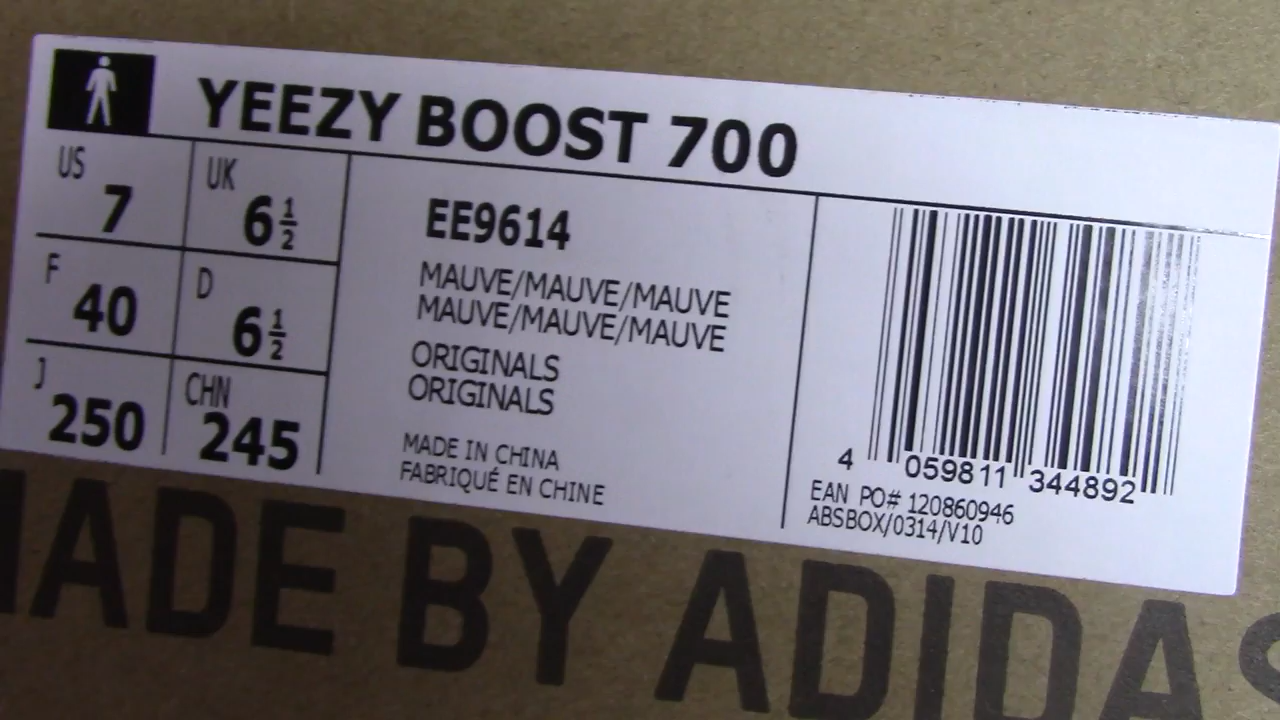 YEEZY BOOST 700
US 7
UK 6 1/2
F 40
D 6 1/2
J 250
CHN 245
EE9614
MAUVE/MAUVE/MAUVE
MAUVE/MAUVE/MAUVE
ORIGINALS
ORIGINALS
MADE IN CHINA
FABRIQUÉ EN CHINE
4 059811 344892
EAN PO# 120860946
ABSBOX/0314/V10
MADE BY ADIDAS